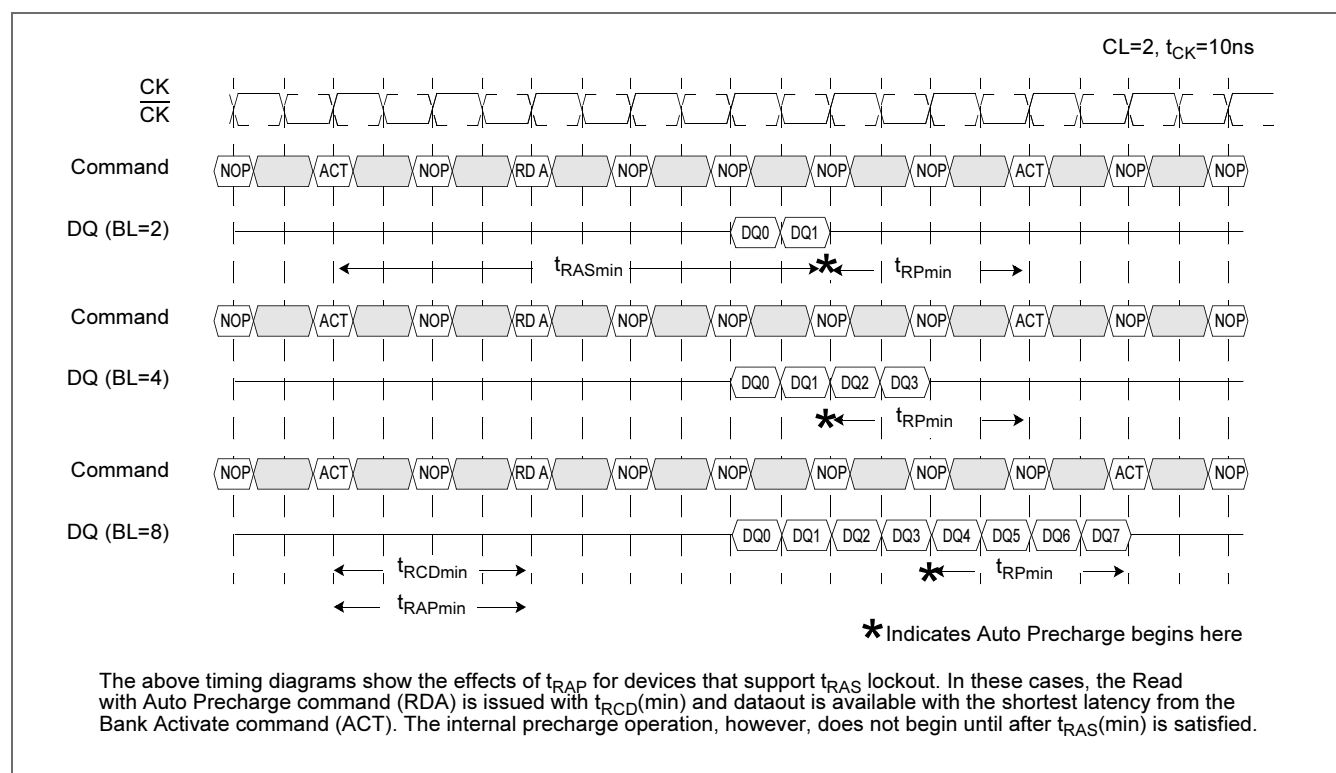 CL=2, tCK=10ns
CK
CK
Command NOP ACT NOP RD A NOP NOP NOP NOP ACT NOP NOP
DQ (BL=2) DQ0 DQ1
tRASmin * tRPmin
Command NOP ACT NOP RD A NOP NOP NOP NOP ACT NOP NOP
DQ (BL=4) DQ0 DQ1 DQ2 DQ3
* tRPmin
Command NOP ACT NOP RD A NOP NOP NOP NOP NOP ACT NOP
DQ (BL=8) DQ0 DQ1 DQ2 DQ3 DQ4 DQ5 DQ6 DQ7
tRCDmin * tRPmin
tRAPmin
* Indicates Auto Precharge begins here
The above timing diagrams show the effects of tRAP for devices that support tRAS lockout. In these cases, the Read
with Auto Precharge command (RDA) is issued with tRCD(min) and dataout is available with the shortest latency from the
Bank Activate command (ACT). The internal precharge operation, however, does not begin until after tRAS(min) is satisfied.